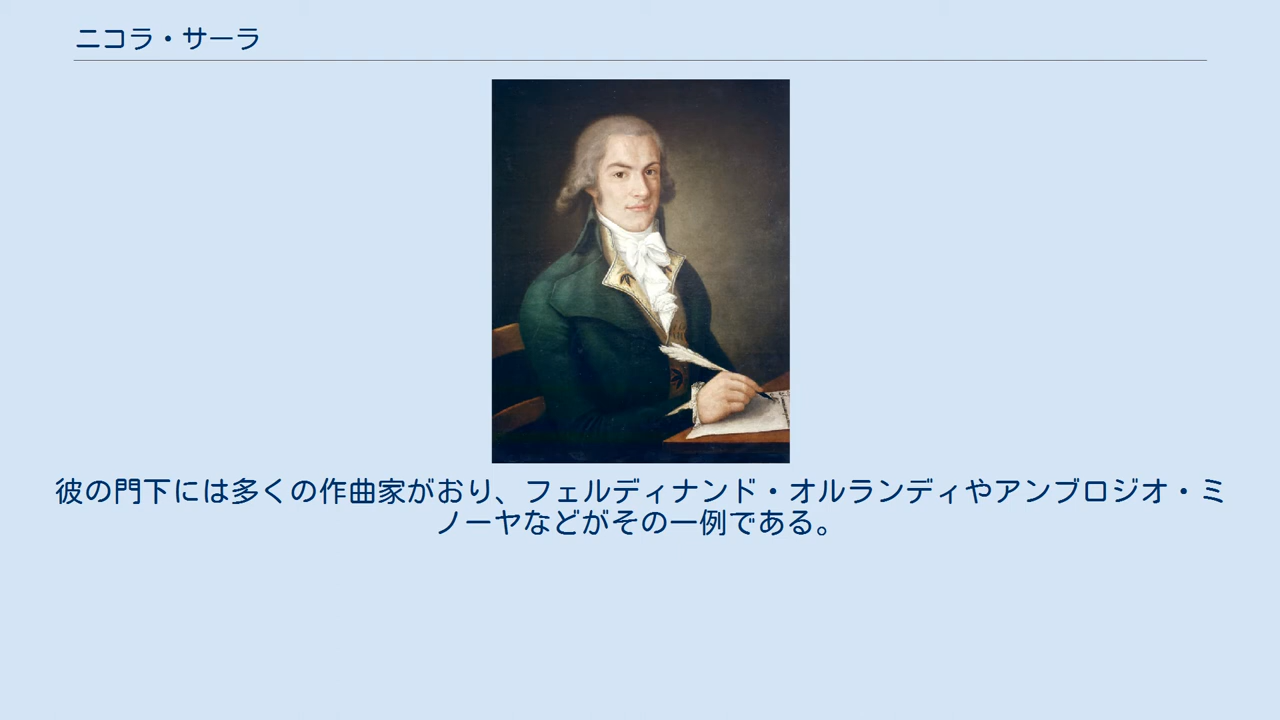 ニコラ・サーラ
彼の門下には多くの作曲家がおり、フェルディナンド・オルランディやアンブロジオ・ミ
ノーヤなどがその一例である。